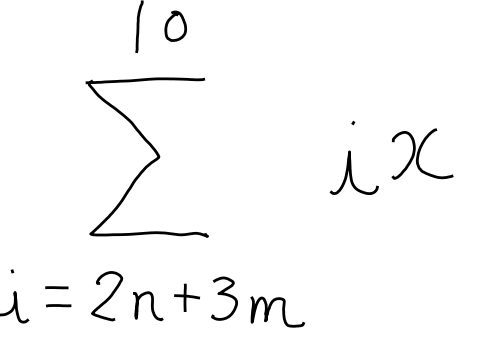 10
∑ ix
i = 2n+3m